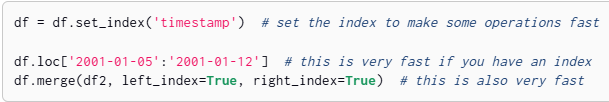 df = df.set_index('timestamp')  # set the index to make some operations fast
df.loc['2001-01-05':'2001-01-12']  # this is very fast if you have an index
df.merge(df2, left_index=True, right_index=True)  # this is also very fast